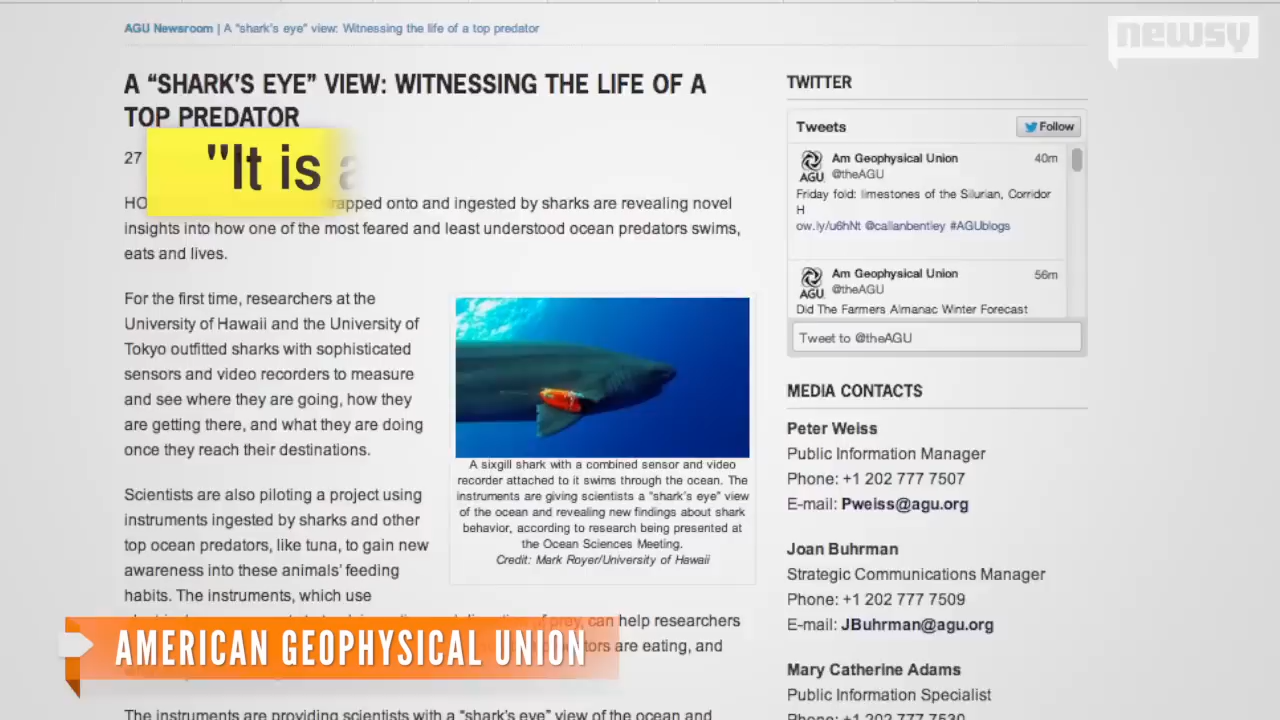 AGU Newsroom | A "shark's eye" view: Witnessing the life of a top predator
newsy
A “SHARK’S EYE” VIEW: WITNESSING THE LIFE OF A
TOP PREDATOR
27
"It is a
HO rapped onto and ingested by sharks are revealing novel
insights into how one of the most feared and least understood ocean predators swims,
eats and lives.
For the first time, researchers at the
University of Hawaii and the University of
Tokyo outfitted sharks with sophisticated
sensors and video recorders to measure
and see where they are going, how they
are getting there, and what they are doing
once they reach their destinations.
A sixgill shark with a combined sensor and video
recorder attached to it swims through the ocean. The
instruments are giving scientists a “shark’s eye” view
of the ocean and revealing new findings about shark
behavior, according to research being presented at
the Ocean Sciences Meeting.
Credit: Mark Royer/University of Hawaii
Scientists are also piloting a project using
instruments ingested by sharks and other
top ocean predators, like tuna, to gain new
awareness into these animals’ feeding
habits. The instruments, which use
of prey, can help researchers
tors are eating, and
AMERICAN GEOPHYSICAL UNION
The instruments are providing scientists with a “shark’s eye” view of the ocean and
TWITTER
Tweets
Follow
Am Geophysical Union 40m
@theAGU
AGU
Friday fold: limestones of the Silurian, Corridor
H
ow.ly/u6hNt @callanbentley #AGUblogs
Am Geophysical Union 56m
@theAGU
AGU
Did The Farmers Almanac Winter Forecast
Tweet to @theAGU
MEDIA CONTACTS
Peter Weiss
Public Information Manager
Phone: +1 202 777 7507
E-mail: Pweiss@agu.org
Joan Buhrman
Strategic Communications Manager
Phone: +1 202 777 7509
E-mail: JBuhrman@agu.org
Mary Catherine Adams
Public Information Specialist
Phone: +1 202 777 7530